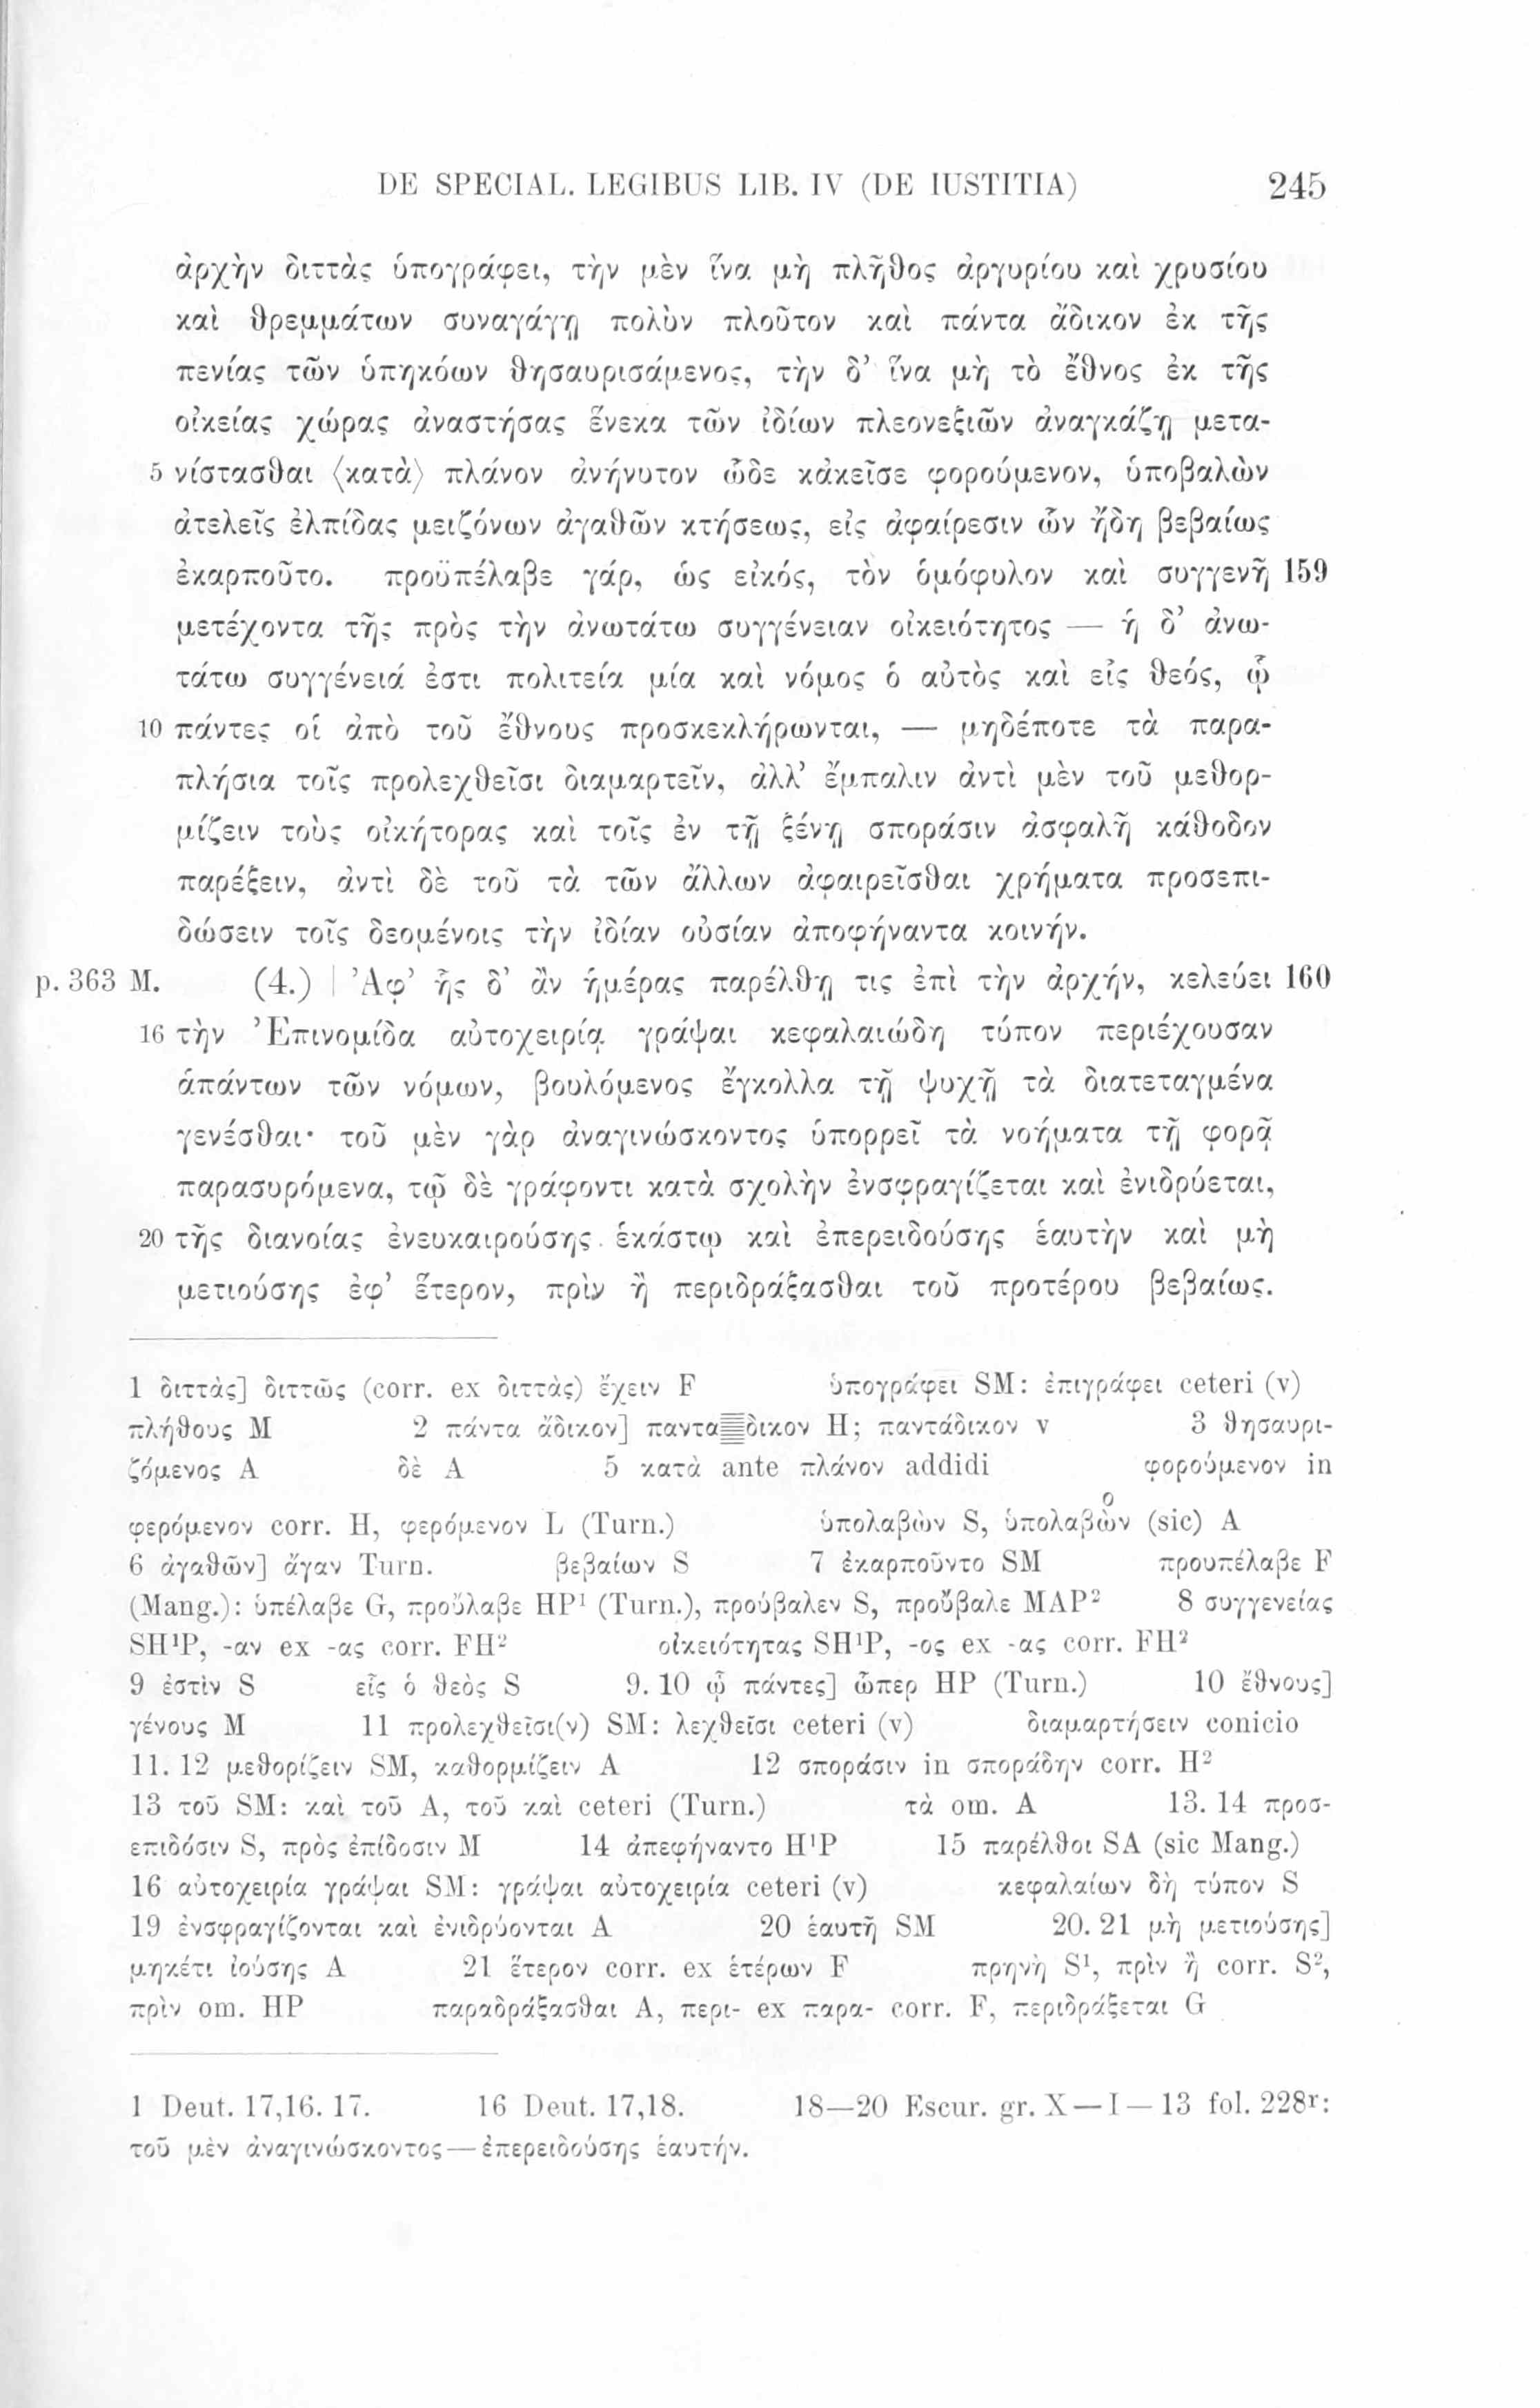 DE SPECIAL. LEGIBUS LIB. IV (DE IUSTITIA) 245
ἀρχὴν διττὰς ὑπογράφει, τὴν μὲν ἵνα μὴ πλῆθος ἀργυρίου καὶ χρυσίου
καὶ θρεμμάτων συναγάγῃ πολὺν πλοῦτον καὶ πάντα ἄδικον ἐκ τῆς
πενίας τῶν ὑπηκόων θησαυρισάμενος, τὴν δ’ ἵνα μὴ τὸ ἔθνος ἐκ τῆς
οἰκείας χώρας ἀναστήσας ἕνεκα τῶν ἰδίων πλεονεξιῶν ἀναγκάζῃ μετα-
5 νίστασθαι ⟨κατὰ⟩ πλάνον ἀνήνυτον ὧδε κἀκεῖσε φορούμενον, ὑποβαλὼν
ἀτελεῖς ἐλπίδας μειζόνων ἀγαθῶν κτήσεως, εἰς ἀφαίρεσιν ὧν ἤδη βεβαίως
ἐκαρποῦτο. προϋπέλαβε γάρ, ὡς εἰκός, τὸν ὁμόφυλον καὶ συγγενῆ 159
μετέχοντα τῆς πρὸς τὴν ἀνωτάτω συγγένειαν οἰκειότητος — ἡ δ’ ἀνω-
τάτω συγγένειά ἐστι πολιτεία μία καὶ νόμος ὁ αὐτὸς καὶ εἷς θεός, ᾧ
10 πάντες οἱ ἀπὸ τοῦ ἔθνους προσκεκλήρωνται, — μηδέποτε τὰ παρα-
πλήσια τοῖς προλεχθεῖσι διαμαρτεῖν, ἀλλ’ ἔμπαλιν ἀντὶ μὲν τοῦ μεθορ-
μίζειν τοὺς οἰκήτορας καὶ τοῖς ἐν τῇ ξένῃ σποράσιν ἀσφαλῆ κάθοδον
παρέξειν, ἀντὶ δὲ τοῦ τὰ τῶν ἄλλων ἀφαιρεῖσθαι χρήματα προσεπι-
δώσειν τοῖς δεομένοις τὴν ἰδίαν οὐσίαν ἀποφήναντα κοινήν.
p. 363 M. (4.) | Ἀφ’ ἧς δ’ ἂν ἡμέρας παρέλθῃ τις ἐπὶ τὴν ἀρχήν, κελεύει 160
16 τὴν Ἐπινομίδα αὐτοχειρίᾳ γράψαι κεφαλαιώδη τύπον περιέχουσαν
ἁπάντων τῶν νόμων, βουλόμενος ἔγκολλα τῇ ψυχῇ τὰ διατεταγμένα
γενέσθαι· τοῦ μὲν γὰρ ἀναγινώσκοντος ὑπορρεῖ τὰ νοήματα τῇ φορᾷ
παρασυρόμενα, τῷ δὲ γράφοντι κατὰ σχολὴν ἐνσφραγίζεται καὶ ἐνιδρύεται,
20 τῆς διανοίας ἐνευκαιρούσης ἑκάστῳ καὶ ἐπερειδούσης ἑαυτὴν καὶ μὴ
μετιούσης ἐφ’ ἕτερον, πρὶν ἢ περιδράξασθαι τοῦ προτέρου βεβαίως.
1 διττὰς] διττῶς (corr. ex διττὰς) ἔχειν F ὑπογράφει SM: ἐπιγράφει ceteri (v)
πλήθους M 2 πάντα ἄδικον] παντα δικον H; παντάδικον v 3 θησαυρι-
ζόμενος A δὲ A 5 κατὰ ante πλάνον addidi φορούμενον in
φερόμενον corr. H, φερόμενον L (Turn.) ὑπολαβὼν S, ὑπολαβὼν (sic) A
6 ἀγαθῶν] ἄγαν Turn. βεβαίων S 7 ἐκαρποῦντο SM προυπέλαβε F
(Mang.): ὑπέλαβε G, προὔλαβε HP¹ (Turn.), προύβαλεν S, προὔβαλε MAP² 8 συγγενείας
SH¹P, -αν ex -ας corr. FH² οἰκειότητας SH¹P, -ος ex -ας corr. FH²
9 ἐστὶν S εἷς ὁ θεὸς S 9. 10 ᾧ πάντες] ὧπερ HP (Turn.) 10 ἔθνους]
γένους M 11 προλεχθεῖσι(ν) SM: λεχθεῖσι ceteri (v) διαμαρτήσειν conicio
11. 12 μεθορίζειν SM, καθορμίζειν A 12 σποράσιν in σποράδην corr. H²
13 τοῦ SM: καὶ τοῦ A, τοῦ καὶ ceteri (Turn.) τὰ om. A 13. 14 προσ-
επιδόσιν S, πρὸς ἐπίδοσιν M 14 ἀπεφήναντο H¹P 15 παρέλθοι SA (sic Mang.)
16 αὐτοχειρία γράψαι SM: γράψαι αὐτοχειρία ceteri (v) κεφαλαίων δὴ τύπον S
19 ἐνσφραγίζονται καὶ ἐνιδρύονται A 20 ἑαυτῇ SM 20. 21 μὴ μετιούσης]
μηκέτι ἰούσης A 21 ἕτερον corr. ex ἑτέρων F πρηνὴ S¹, πρὶν ἢ corr. S²,
πρὶν om. HP παραδράξασθαι A, περι- ex παρα- corr. F, περιδράξεται G
1 Deut. 17,16. 17. 16 Deut. 17,18. 18—20 Escur. gr. X—I—13 fol. 228ʳ:
τοῦ μὲν ἀναγινώσκοντος—ἐπερειδούσης ἑαυτήν.